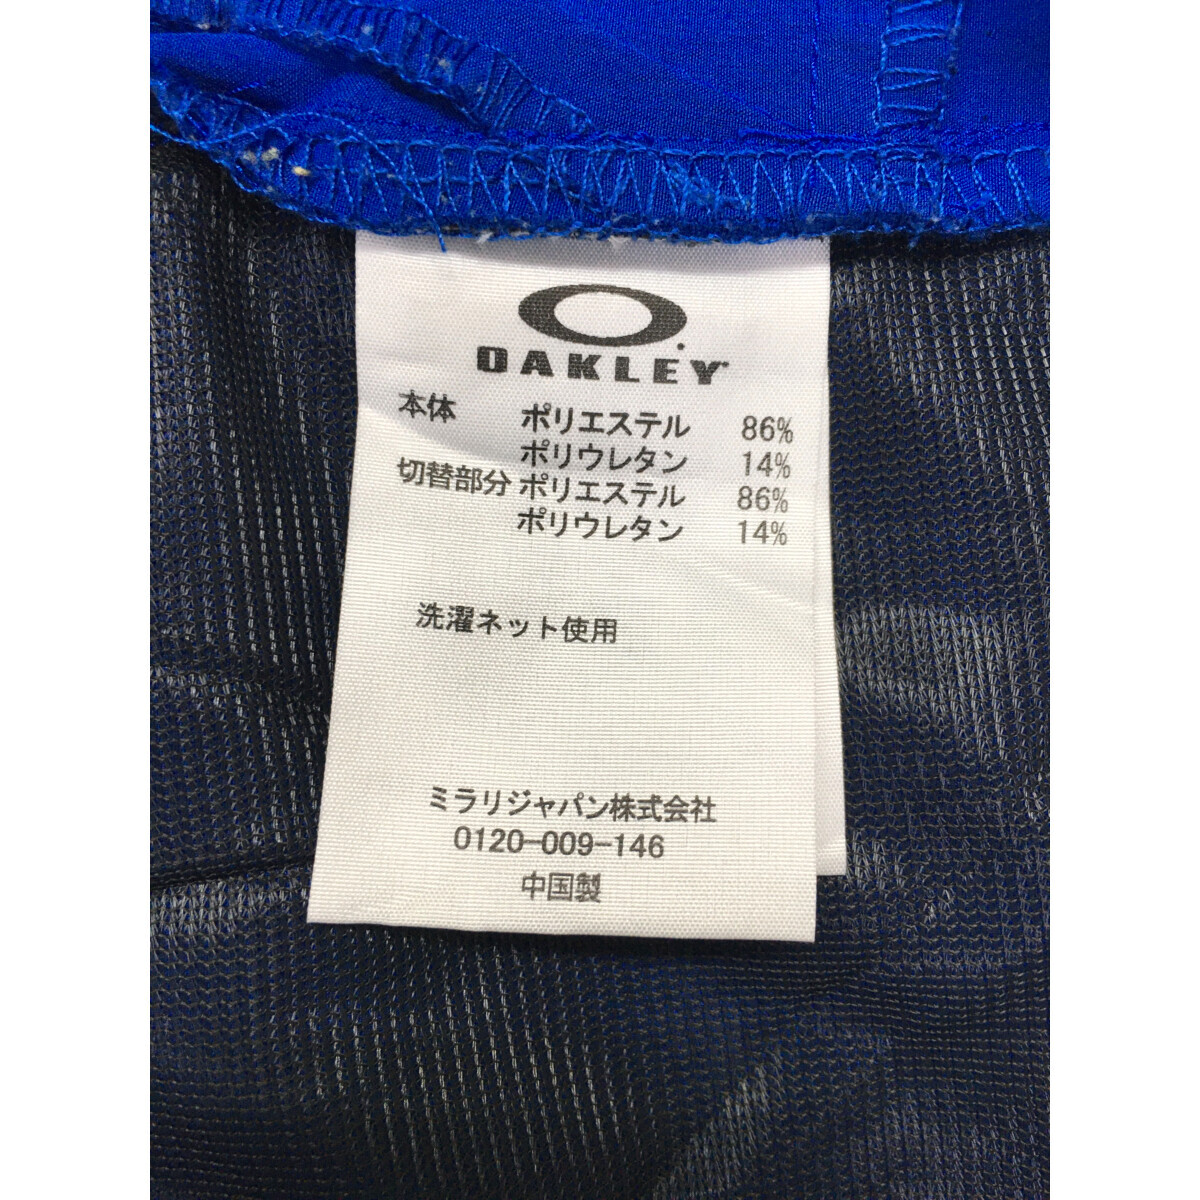 OAKLEY
本体 ポリエステル 86%
ポリウレタン 14%
切替部分 ポリエステル 86%
ポリウレタン 14%
洗濯ネット使用
ミラリジャパン株式会社
0120-009-146
中国製